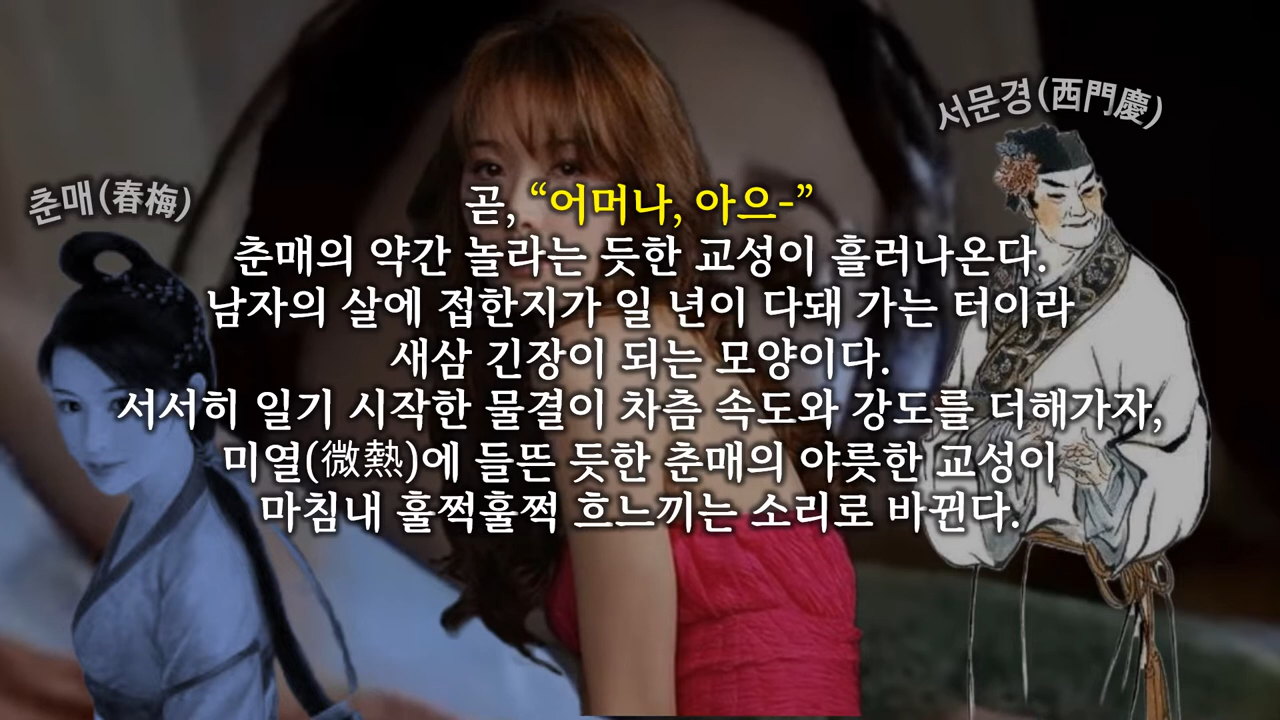 서문경(西門慶)
춘매(春梅)
곧, “어머나, 아으-”
춘매의 약간 놀라는 듯한 교성이 흘러나온다.
남자의 살에 접한지가 일 년이 다돼 가는 터이라
새삼 긴장이 되는 모양이다.
서서히 일기 시작한 물결이 차츰 속도와 강도를 더해가자,
미열(微熱)에 들뜬 듯한 춘매의 야릇한 교성이
마침내 훌쩍훌쩍 흐느끼는 소리로 바뀐다.